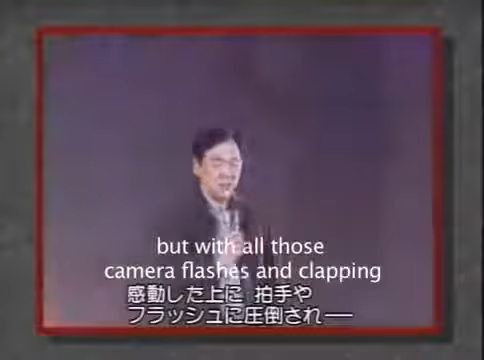 but with all those
camera flashes and clapping
感動した上に 拍手や
フラッシュに圧倒され──